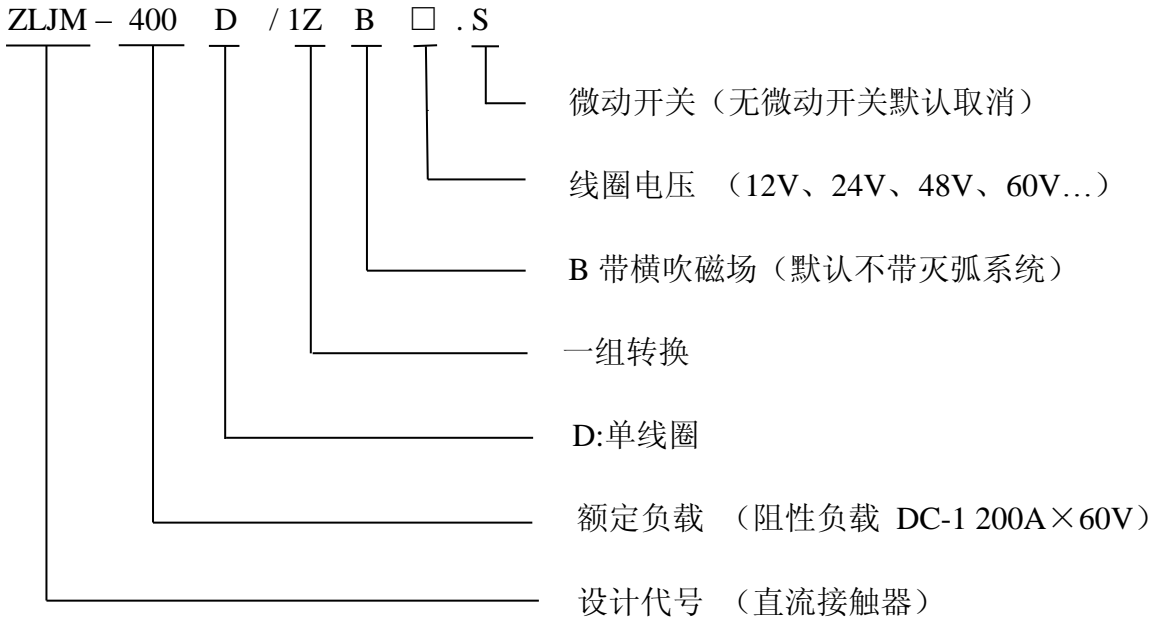 ZLJM – 400 D / 1Z B □ . S
微动开关（无微动开关默认取消）
线圈电压 （12V、24V、48V、60V…）
B 带横吹磁场（默认不带灭弧系统）
一组转换
D:单线圈
额定负载 （阻性负载 DC-1 200A×60V）
设计代号 （直流接触器）